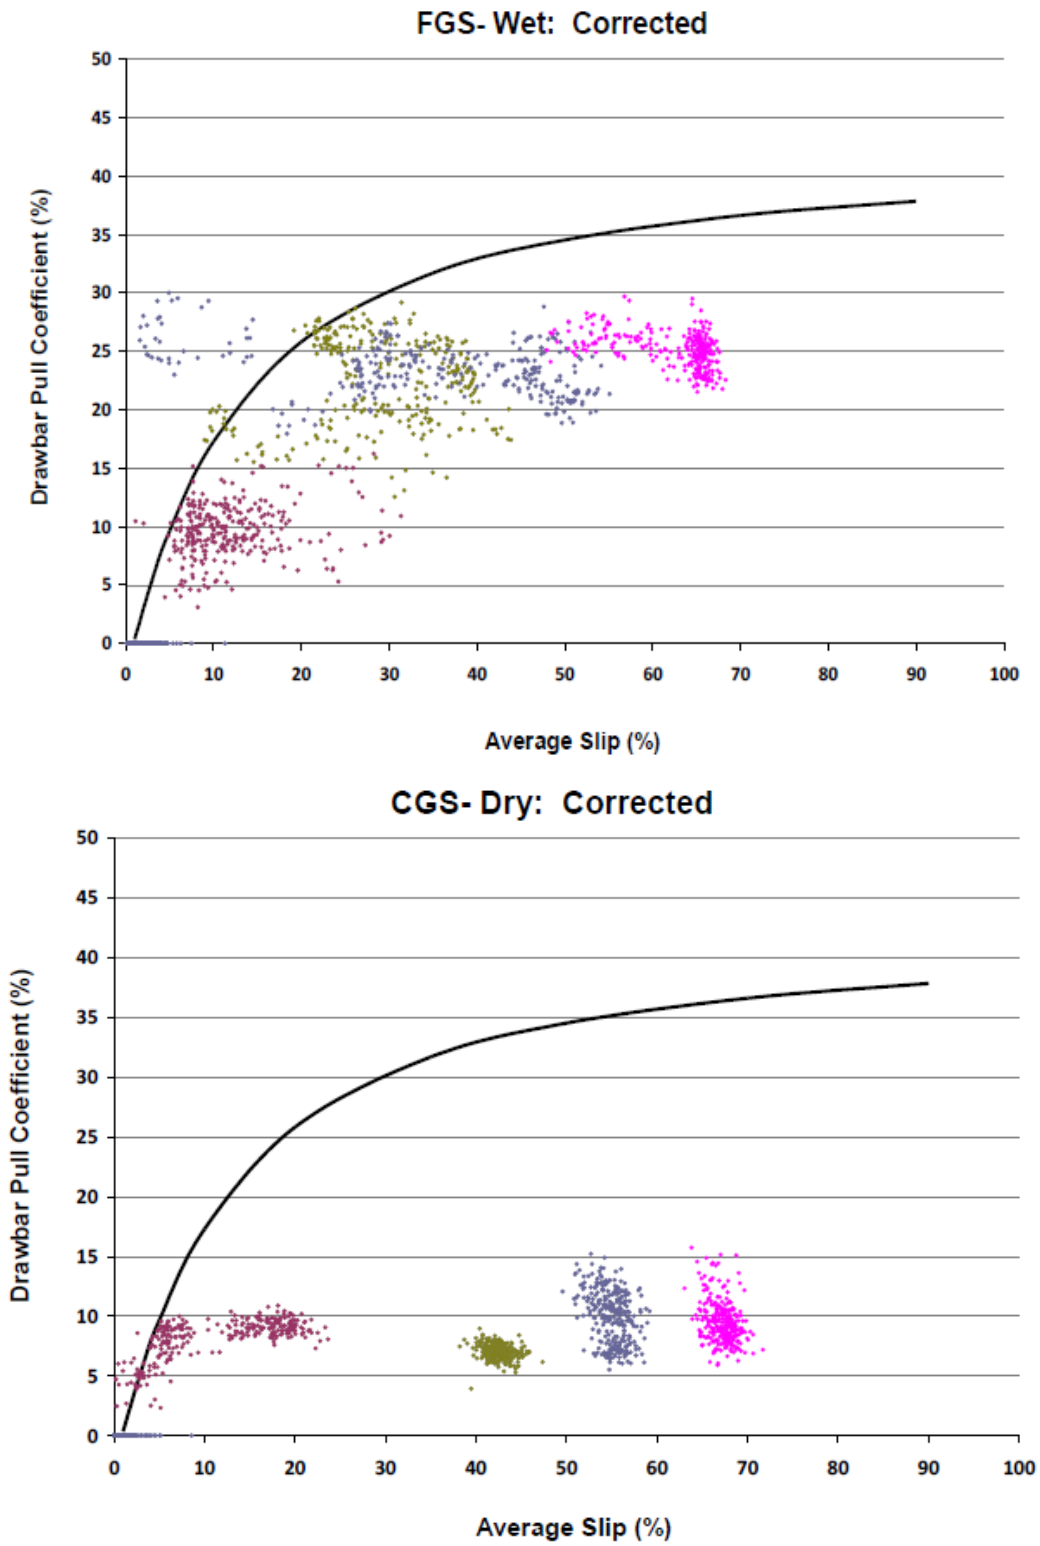 FGS- Wet:  Corrected
50
45
40
35
30
25
20
15
10
5
0
Drawbar Pull Coefficient (%)
0 10 20 30 40 50 60 70 80 90 100
Average Slip (%)
CGS- Dry:  Corrected
50
45
40
35
30
25
20
15
10
5
0
Drawbar Pull Coefficient (%)
0 10 20 30 40 50 60 70 80 90 100
Average Slip (%)